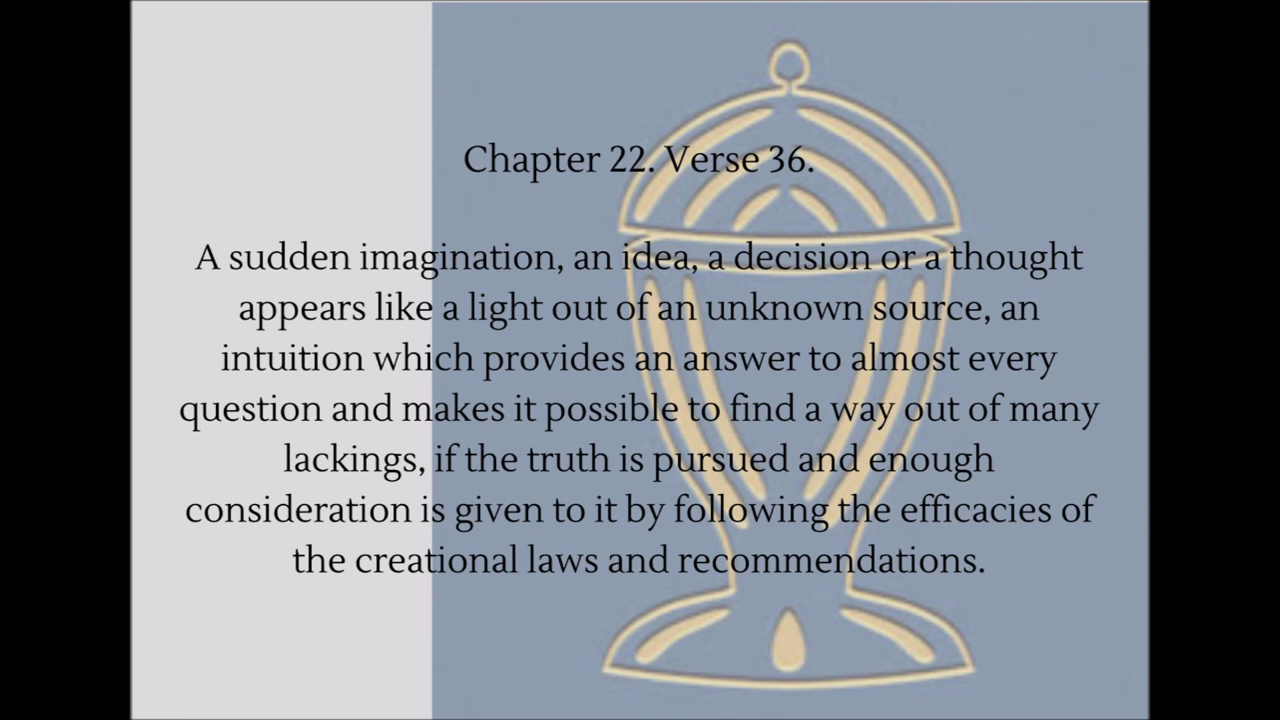 Chapter 22. Verse 36.
A sudden imagination, an idea, a decision or a thought
appears like a light out of an unknown source, an
intuition which provides an answer to almost every
question and makes it possible to find a way out of many
lackings, if the truth is pursued and enough
consideration is given to it by following the efficacies of
the creational laws and recommendations.